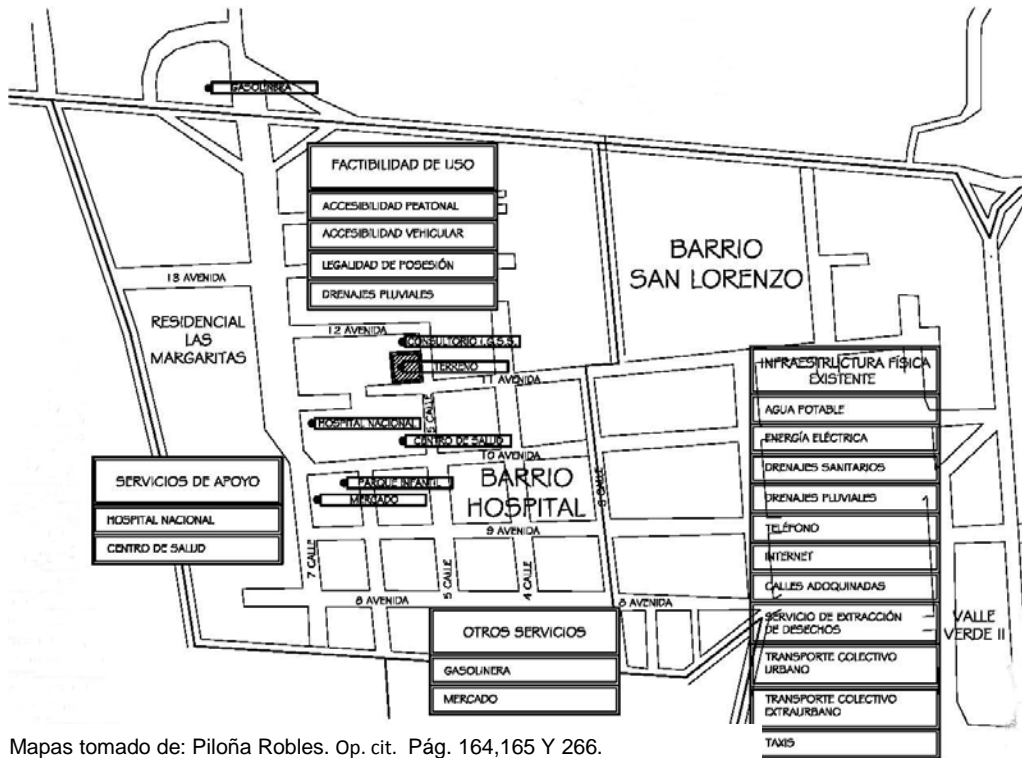 GASOLINERA
FACTIBILIDAD DE USO
ACCESIBILIDAD PEATONAL
ACCESIBILIDAD VEHICULAR
LEGALIDAD DE POSESIÓN
DRENAJES PLUVIALES
BARRIO
SAN LORENZO
13 AVENIDA
RESIDENCIAL
LAS
MARGARITAS
12 AVENIDA
CONSULTORIO I.G.S.S.
TERRENO
11 AVENIDA
HOSPITAL NACIONAL
5 CALLE
CENTRO DE SALUD
10 AVENIDA
BARRIO
HOSPITAL
PARQUE INFANTIL
MERCADO
9 AVENIDA
7 CALLE
5 CALLE
4 CALLE
8 AVENIDA
8 AVENIDA
SERVICIOS DE APOYO
HOSPITAL NACIONAL
CENTRO DE SALUD
OTROS SERVICIOS
GASOLINERA
MERCADO
INFRAESTRUCTURA FÍSICA
EXISTENTE
AGUA POTABLE
ENERGÍA ELÉCTRICA
DRENAJES SANITARIOS
DRENAJES PLUVIALES
TELÉFONO
INTERNET
CALLES ADOQUINADAS
SERVICIO DE EXTRACCIÓN
DE DESECHOS
TRANSPORTE COLECTIVO
URBANO
TRANSPORTE COLECTIVO
EXTRAURBANO
TAXIS
VALLE
VERDE II
Mapas tomado de: Piloña Robles. Op. cit. Pág. 164,165 Y 266.